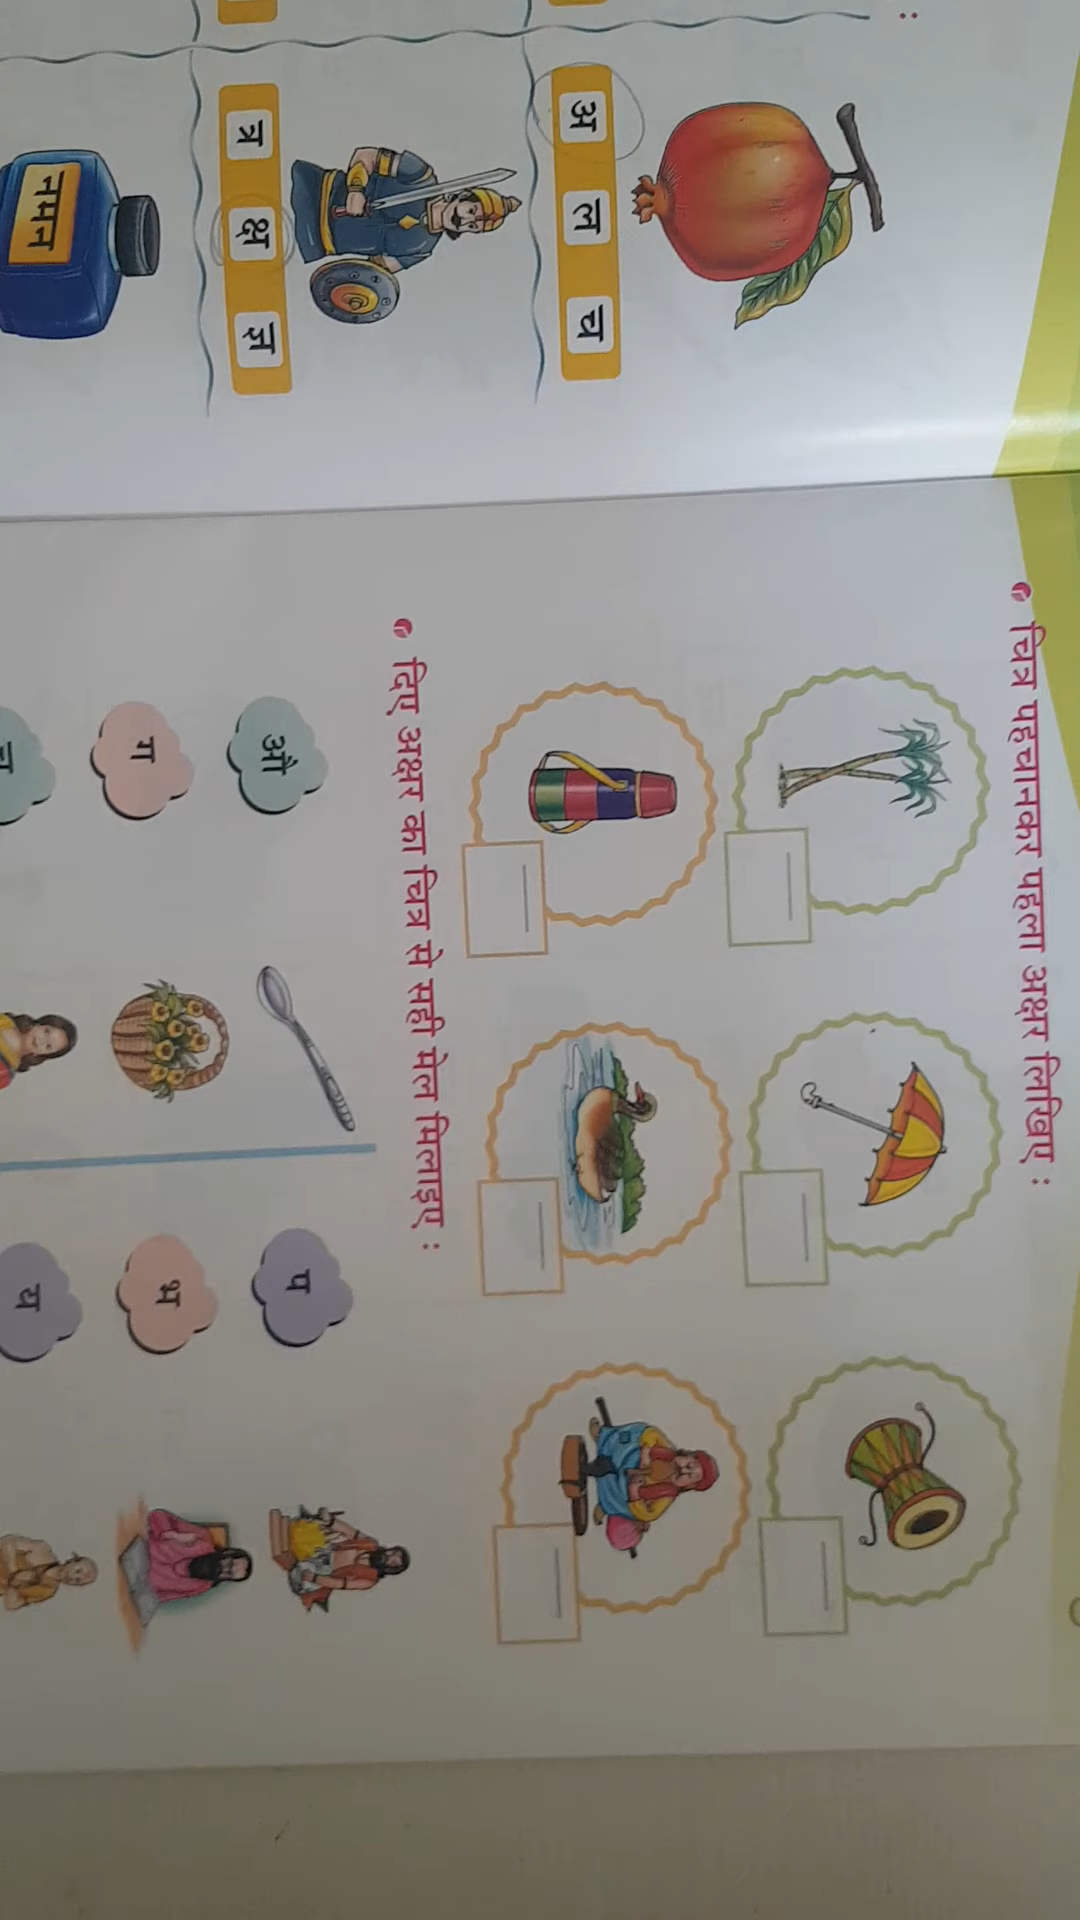 अ ल च
त्र क्ष ज्ञ
नमन
चित्र पहचानकर पहला अक्षर लिखिए :
दिए अक्षर का चित्र से सही मेल मिलाइए :
औ प
ग भ
य